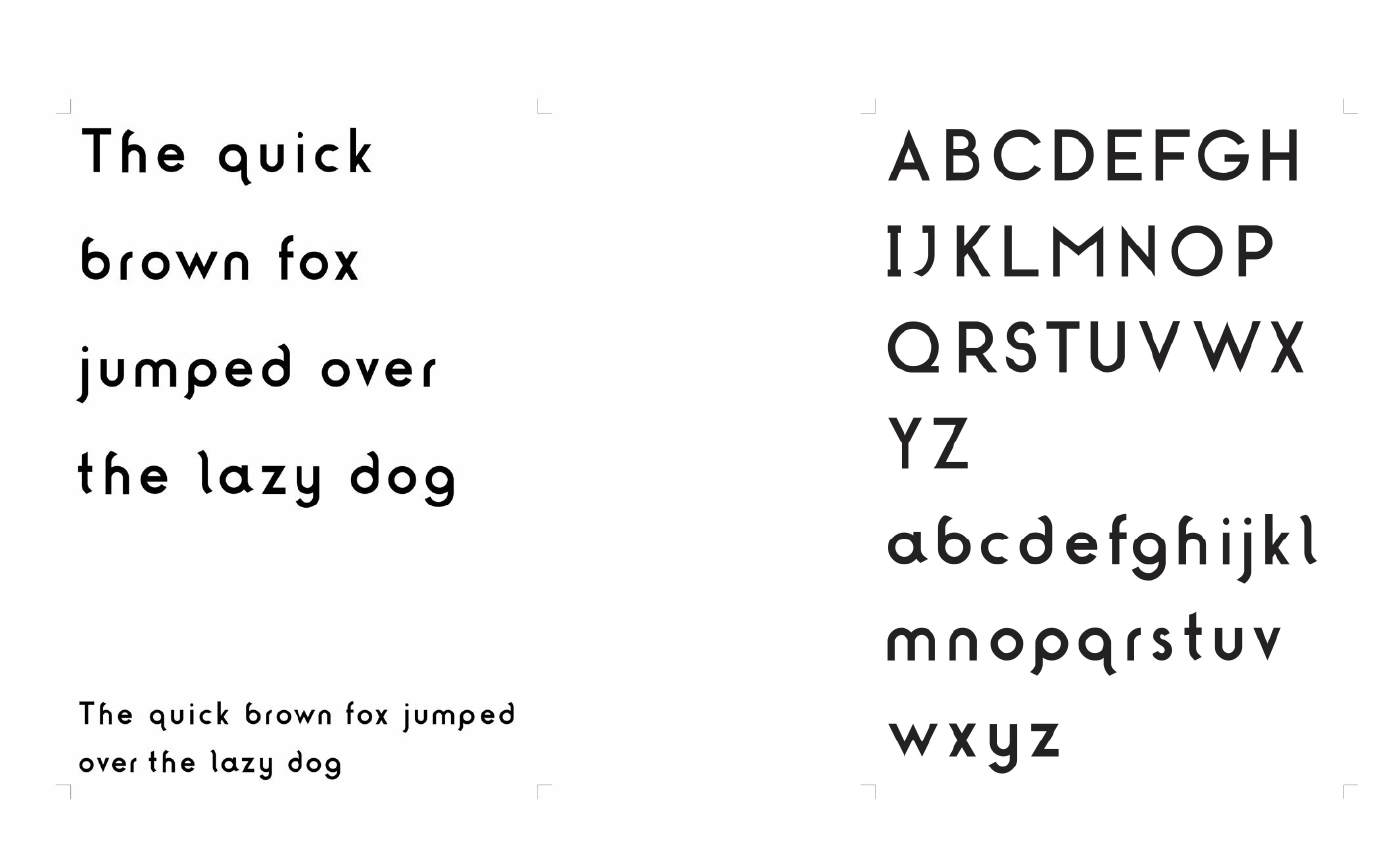 The quick
brown fox
jumped over
the lazy dog
The quick brown fox jumped
over the lazy dog
ABCDEFGH
IJKLMNOP
QRSTUVWX
YZ
abcdefghijkl
mnopqrstuv
wxyz